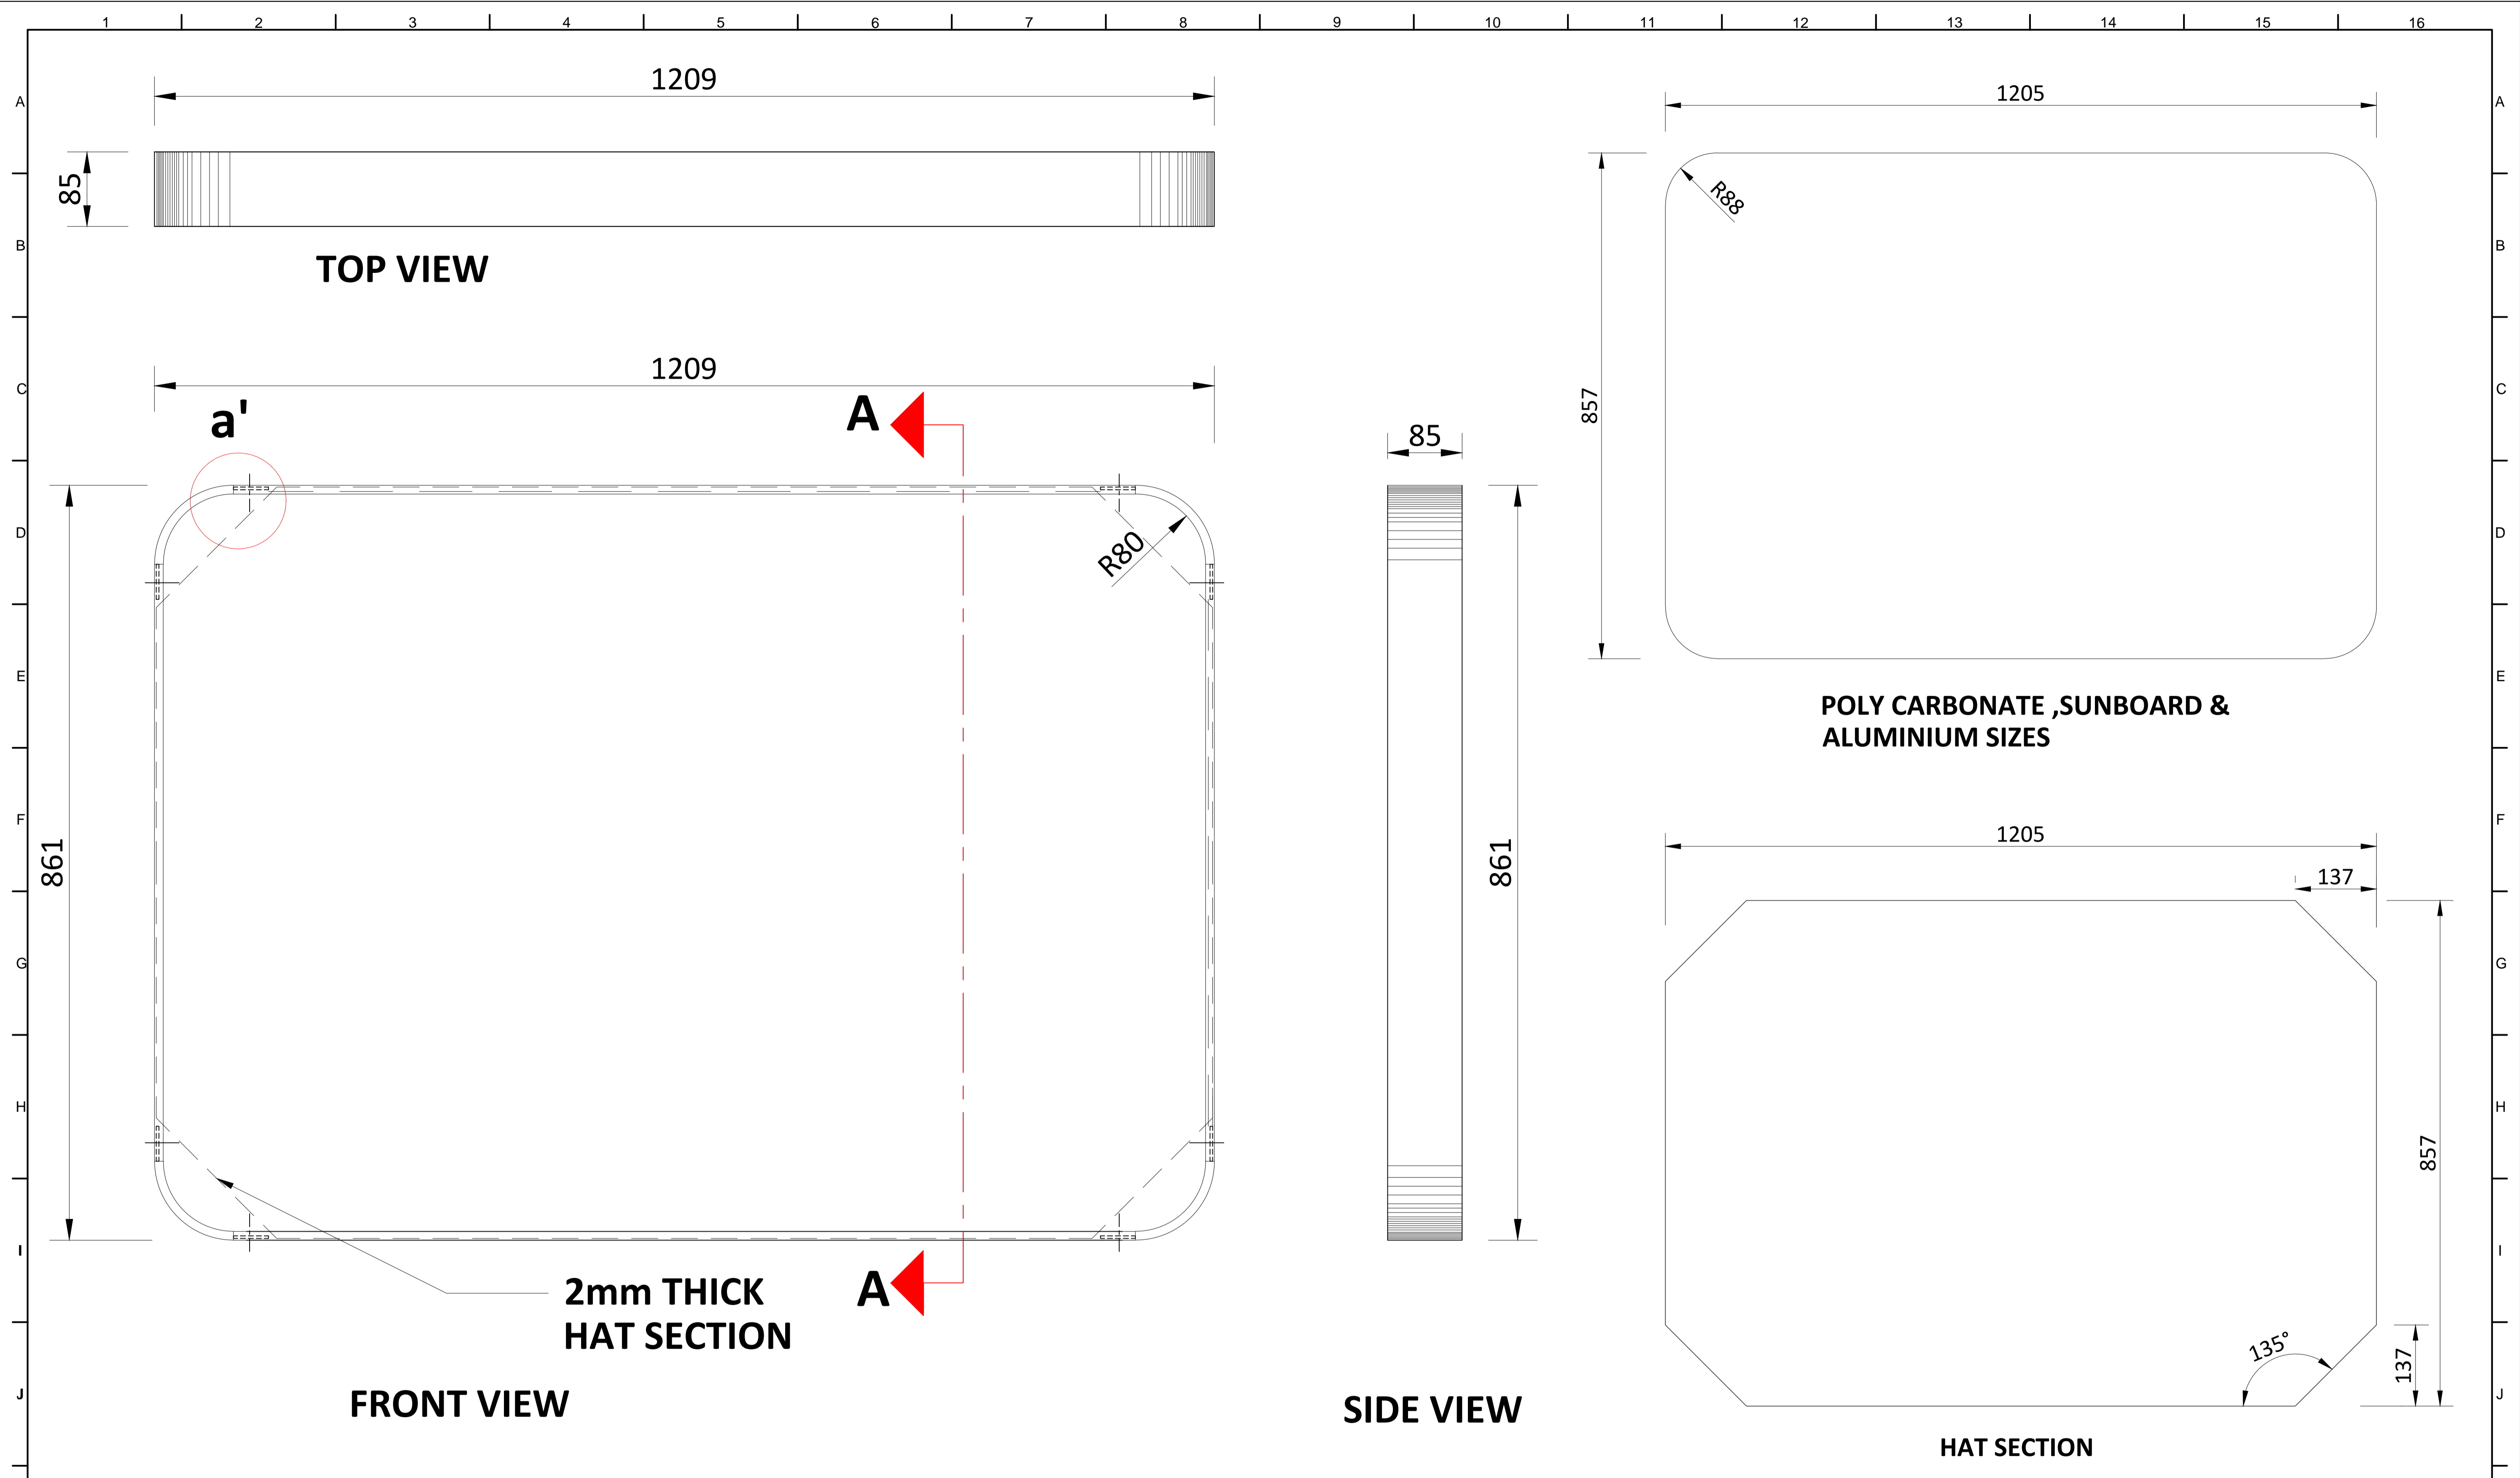 1 2 3 4 5 6 7 8 9 10 11 12 13 14 15 16
A A
B B
C C
D D
E E
F F
G G
H H
I I
J J
1209
85
TOP VIEW
1209
a'
A
R80
861
A
2mm THICK
HAT SECTION
FRONT VIEW
85
861
SIDE VIEW
1205
R88
857
POLY CARBONATE ,SUNBOARD &
ALUMINIUM SIZES
1205
137
857
135°
137
HAT SECTION